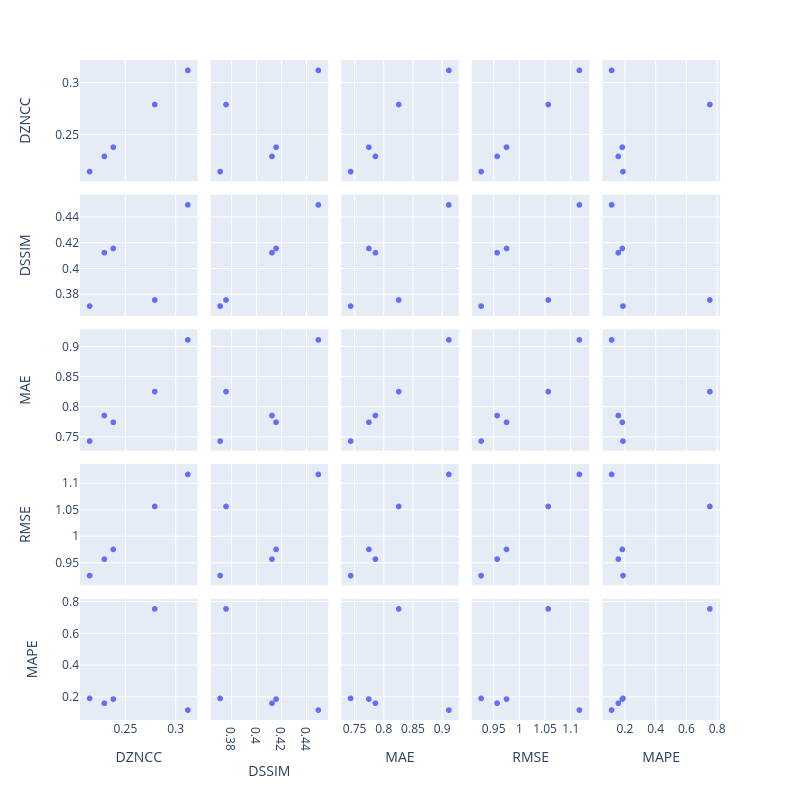 DZNCC
0.3
0.25
DSSIM
0.44
0.42
0.4
0.38
MAE
0.9
0.85
0.8
0.75
RMSE
1.1
1.05
1
0.95
MAPE
0.8
0.6
0.4
0.2
0.25 0.3
0.38 0.4 0.42 0.44
0.75 0.8 0.85 0.9
0.95 1 1.05 1.1
0.2 0.4 0.6 0.8
DZNCC DSSIM MAE RMSE MAPE